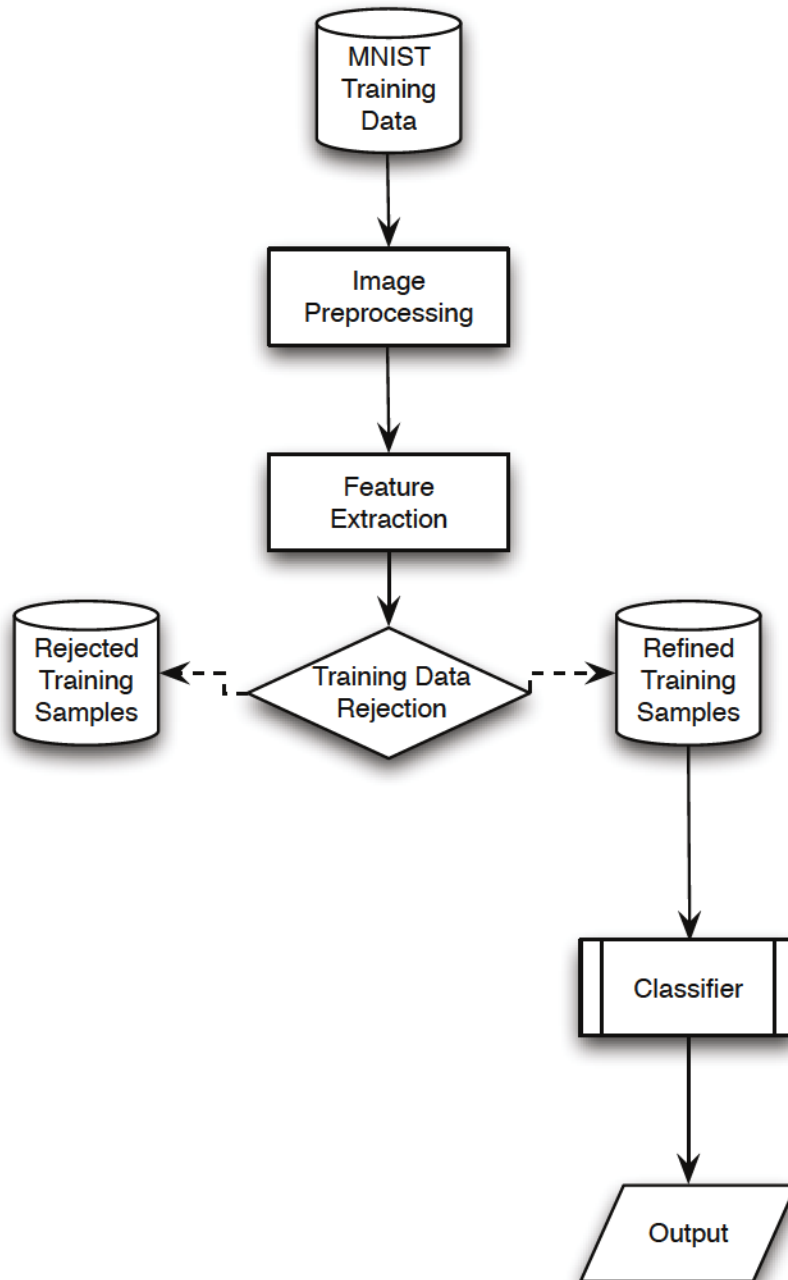 MNIST
Training
Data
Image
Preprocessing
Feature
Extraction
Rejected
Training
Samples
Training Data
Rejection
Refined
Training
Samples
Classifier
Output